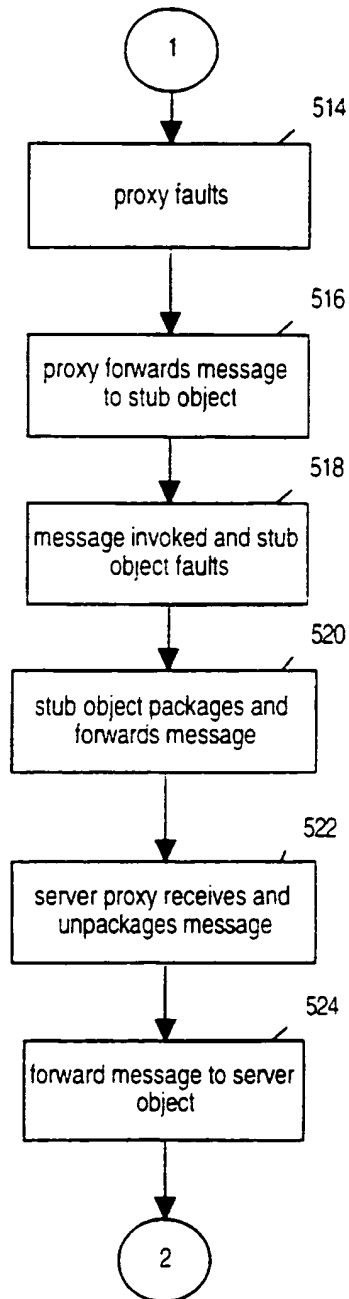 1
514
proxy faults
516
proxy forwards message
to stub object
518
message invoked and stub
object faults
520
stub object packages and
forwards message
522
server proxy receives and
unpackages message
524
forward message to server
object
2